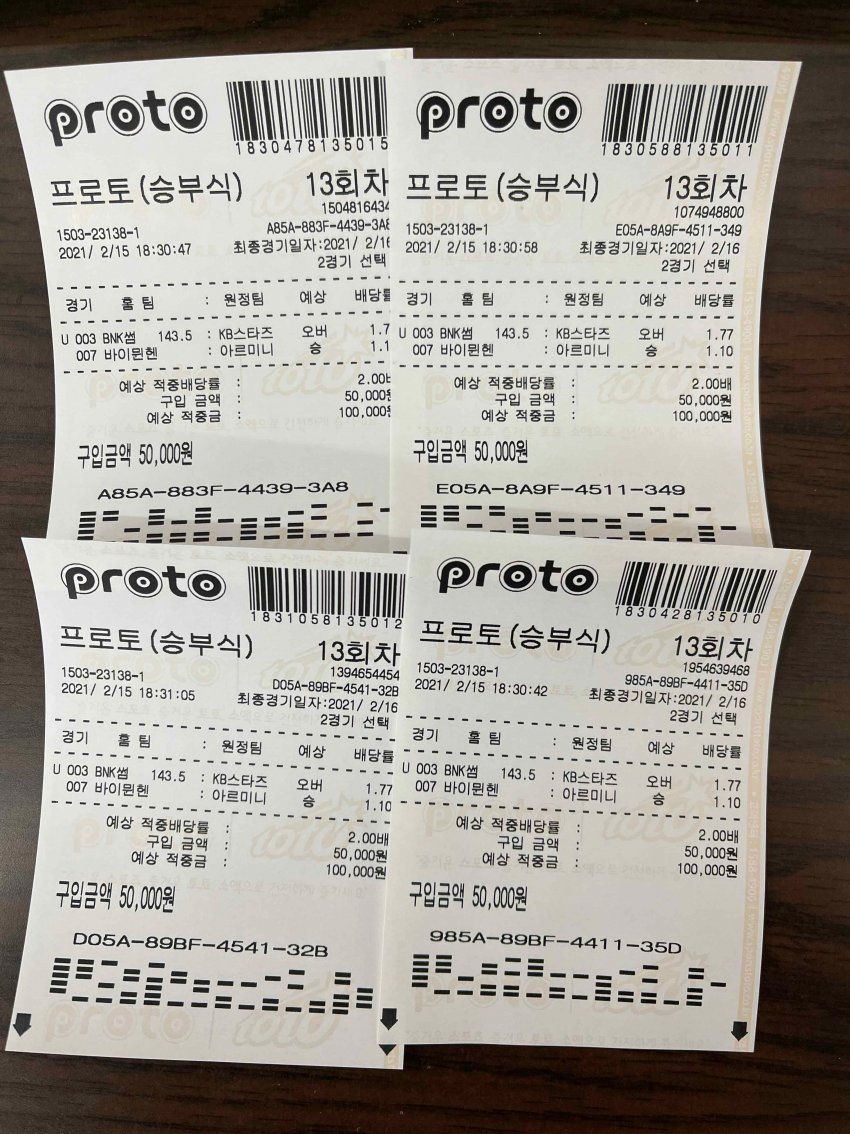 proto
1830478135015
프로토(승부식) 13회차
1504816434
1503-23138-1 A85A-883F-4439-3A8
2021/ 2/15 18:30:47 최종경기일자:2021/ 2/16
2경기 선택
경기 홈 팀 : 원정팀 예상 배당률
U 003 BNK썸 143.5 : KB스타즈 오버 1.77
007 바이뮌헨 : 아르미니 승 1.1
예상 적중배당률 : 2.00배
구입 금액 : 50,000원
예상 적중금 : 100,000원
구입금액 50,000원
A85A-883F-4439-3A8
proto
1830588135011
프로토(승부식) 13회차
1074948800
1503-23138-1 E05A-8A9F-4511-349
2021/ 2/15 18:30:58 최종경기일자:2021/ 2/16
2경기 선택
경기 홈 팀 : 원정팀 예상 배당률
U 003 BNK썸 143.5 : KB스타즈 오버 1.77
007 바이뮌헨 : 아르미니 승 1.10
예상 적중배당률 : 2.00배
구입 금액 : 50,000원
예상 적중금 : 100,000원
구입금액 50,000원
E05A-8A9F-4511-349
proto
1831058135012
프로토(승부식) 13회차
1394654454
1503-23138-1 D05A-89BF-4541-32B
2021/ 2/15 18:31:05 최종경기일자:2021/ 2/16
2경기 선택
경기 홈 팀 : 원정팀 예상 배당률
U 003 BNK썸 143.5 : KB스타즈 오버 1.77
007 바이뮌헨 : 아르미니 승 1.10
예상 적중배당률 : 2.00배
구입 금액 : 50,000원
예상 적중금 : 100,000원
구입금액 50,000원
D05A-89BF-4541-32B
proto
1830428135010
프로토(승부식) 13회차
1954639468
1503-23138-1 985A-89BF-4411-35D
2021/ 2/15 18:30:42 최종경기일자:2021/ 2/16
2경기 선택
경기 홈 팀 : 원정팀 예상 배당률
U 003 BNK썸 143.5 : KB스타즈 오버 1.77
007 바이뮌헨 : 아르미니 승 1.10
예상 적중배당률 : 2.00배
구입 금액 : 50,000원
예상 적중금 : 100,000원
구입금액 50,000원
985A-89BF-4411-35D